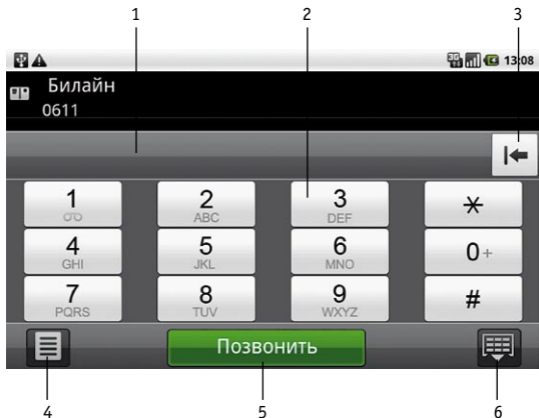 1 2 3
3G 13:08
Билайн
0611
1 2 ABC 3 DEF *
4 GHI 5 JKL 6 MNO 0+
7 PQRS 8 TUV 9 WXYZ #
Позвонить
4 5 6